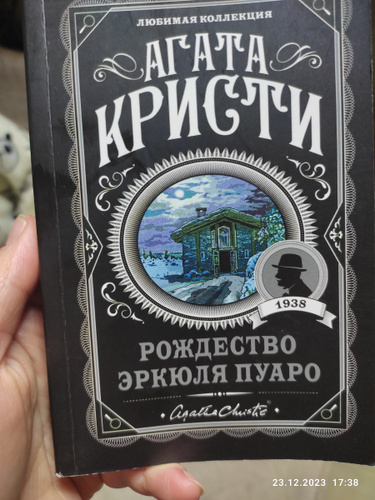 ЛЮБИМАЯ КОЛЛЕКЦИЯ
АГАТА
КРИСТИ
1938
РОЖДЕСТВО
ЭРКЮЛЯ ПУАРО
Agatha Christie
23.12.2023 17:38